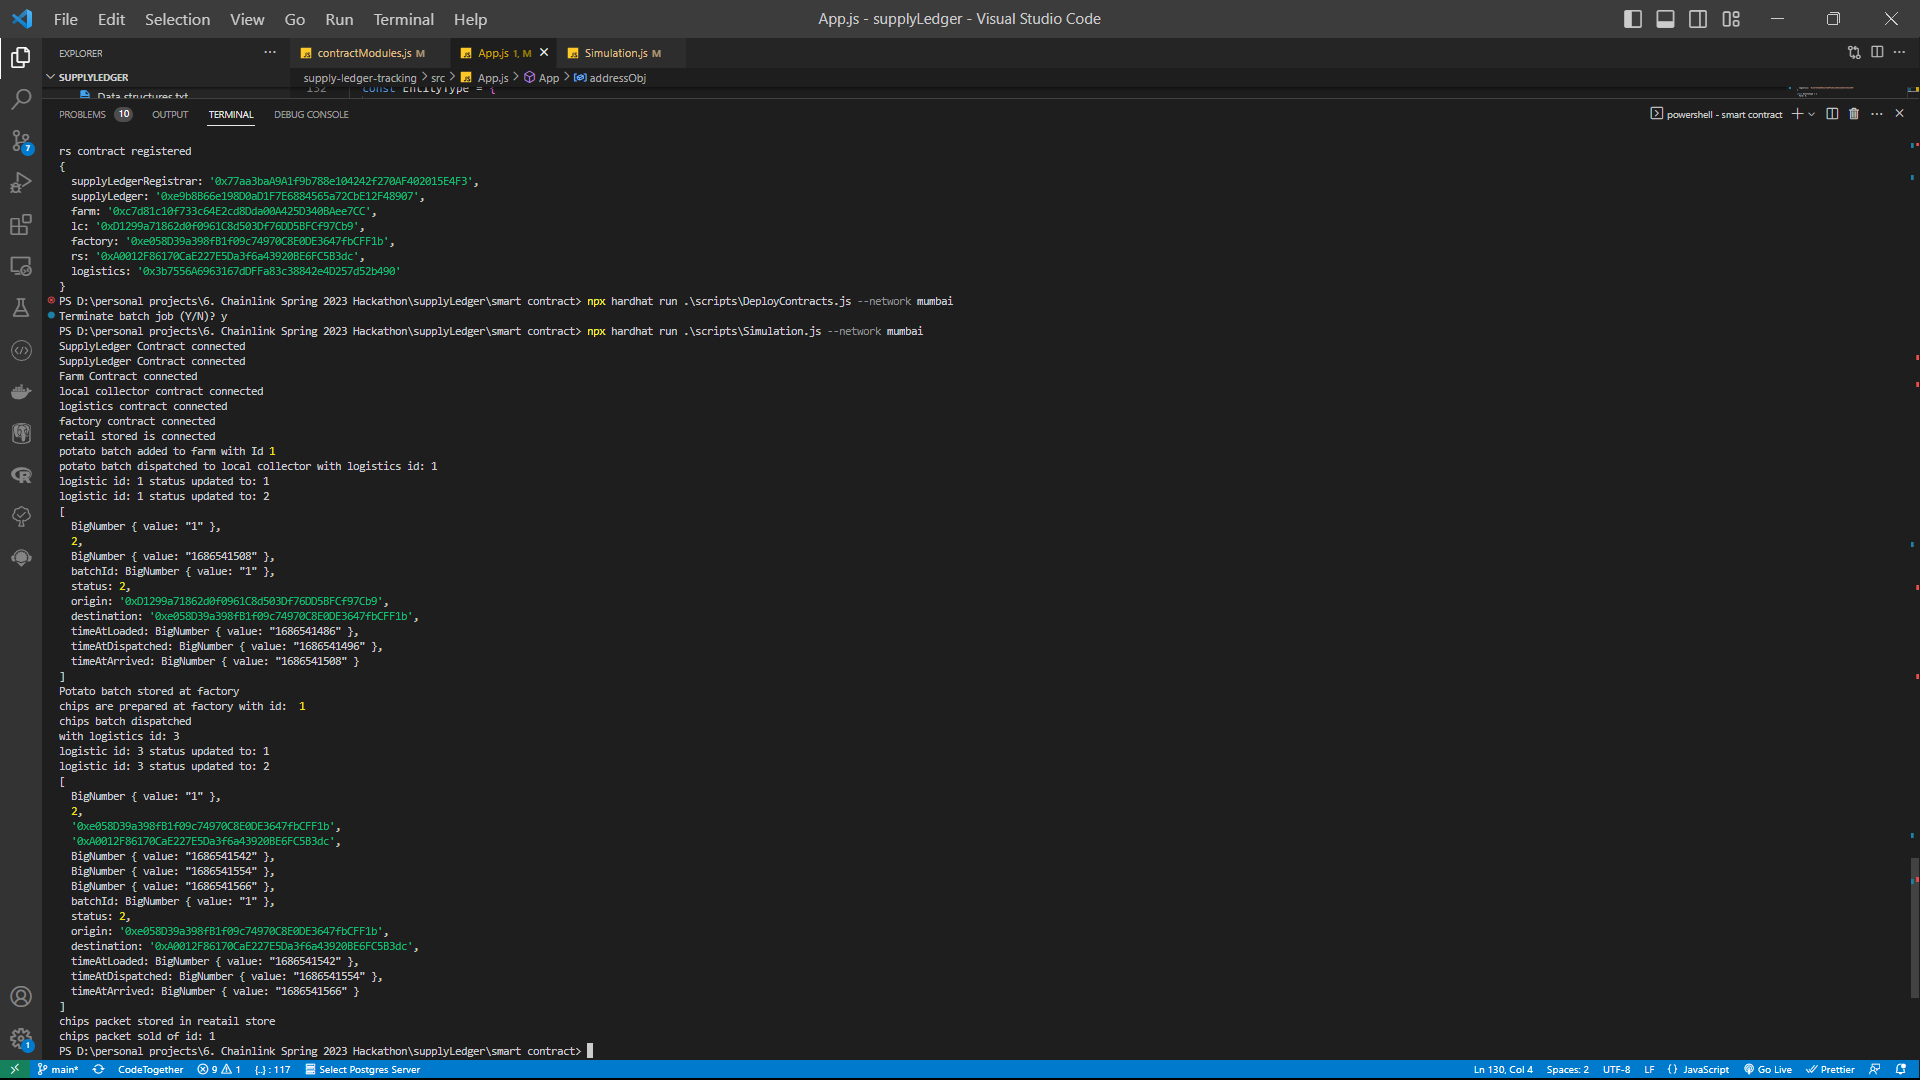 File Edit Selection View Go Run Terminal Help
App.js - supplyLedger - Visual Studio Code
EXPLORER
contractModules.js M
App.js 1, M
Simulation.js M
SUPPLYLEDGER
supply-ledger-tracking > src > App.js > App > addressObj
Data structures.txt
132 const EntityType = {
PROBLEMS 10 OUTPUT TERMINAL DEBUG CONSOLE
powershell - smart contract
rs contract registered
{
supplyLedgerRegistrar: '0x77aa3baA9A1f9b788e104242f270AF402015E4F3',
supplyLedger: '0xe9b8B66e198D0aD1F7E6884565a72CbE12F48907',
farm: '0xc7d81c10f733c64E2cd8Dda00A425D340BAee7CC',
lc: '0xD1299a71862d0f0961C8d503Df76DD5BFCf97Cb9',
factory: '0xe058D39a398fB1f09c74970C8E0DE3647fbCFF1b',
rs: '0xA0012F86170CaE227E5Da3f6a43920BE6FC5B3dc',
logistics: '0x3b7556A6963167dDFFa83c38842e4D257d52b490'
}
PS D:\personal projects\6. Chainlink Spring 2023 Hackathon\supplyLedger\smart contract> npx hardhat run .\scripts\DeployContracts.js --network mumbai
Terminate batch job (Y/N)? y
PS D:\personal projects\6. Chainlink Spring 2023 Hackathon\supplyLedger\smart contract> npx hardhat run .\scripts\Simulation.js --network mumbai
SupplyLedger Contract connected
SupplyLedger Contract connected
Farm Contract connected
local collector contract connected
logistics contract connected
factory contract connected
retail stored is connected
potato batch added to farm with Id 1
potato batch dispatched to local collector with logistics id: 1
logistic id: 1 status updated to: 1
logistic id: 1 status updated to: 2
[
BigNumber { value: "1" },
2,
BigNumber { value: "1686541508" },
batchId: BigNumber { value: "1" },
status: 2,
origin: '0xD1299a71862d0f0961C8d503Df76DD5BFCf97Cb9',
destination: '0xe058D39a398fB1f09c74970C8E0DE3647fbCFF1b',
timeAtLoaded: BigNumber { value: "1686541486" },
timeAtDispatched: BigNumber { value: "1686541496" },
timeAtArrived: BigNumber { value: "1686541508" }
]
Potato batch stored at factory
chips are prepared at factory with id: 1
chips batch dispatched
with logistics id: 3
logistic id: 3 status updated to: 1
logistic id: 3 status updated to: 2
[
BigNumber { value: "1" },
2,
'0xe058D39a398fB1f09c74970C8E0DE3647fbCFF1b',
'0xA0012F86170CaE227E5Da3f6a43920BE6FC5B3dc',
BigNumber { value: "1686541542" },
BigNumber { value: "1686541554" },
BigNumber { value: "1686541566" },
batchId: BigNumber { value: "1" },
status: 2,
origin: '0xe058D39a398fB1f09c74970C8E0DE3647fbCFF1b',
destination: '0xA0012F86170CaE227E5Da3f6a43920BE6FC5B3dc',
timeAtLoaded: BigNumber { value: "1686541542" },
timeAtDispatched: BigNumber { value: "1686541554" },
timeAtArrived: BigNumber { value: "1686541566" }
]
chips packet stored in reatail store
chips packet sold of id: 1
PS D:\personal projects\6. Chainlink Spring 2023 Hackathon\supplyLedger\smart contract>
main* CodeTogether 9 1 {..} : 117 Select Postgres Server
Ln 130, Col 4 Spaces: 2 UTF-8 LF {} JavaScript Go Live Prettier